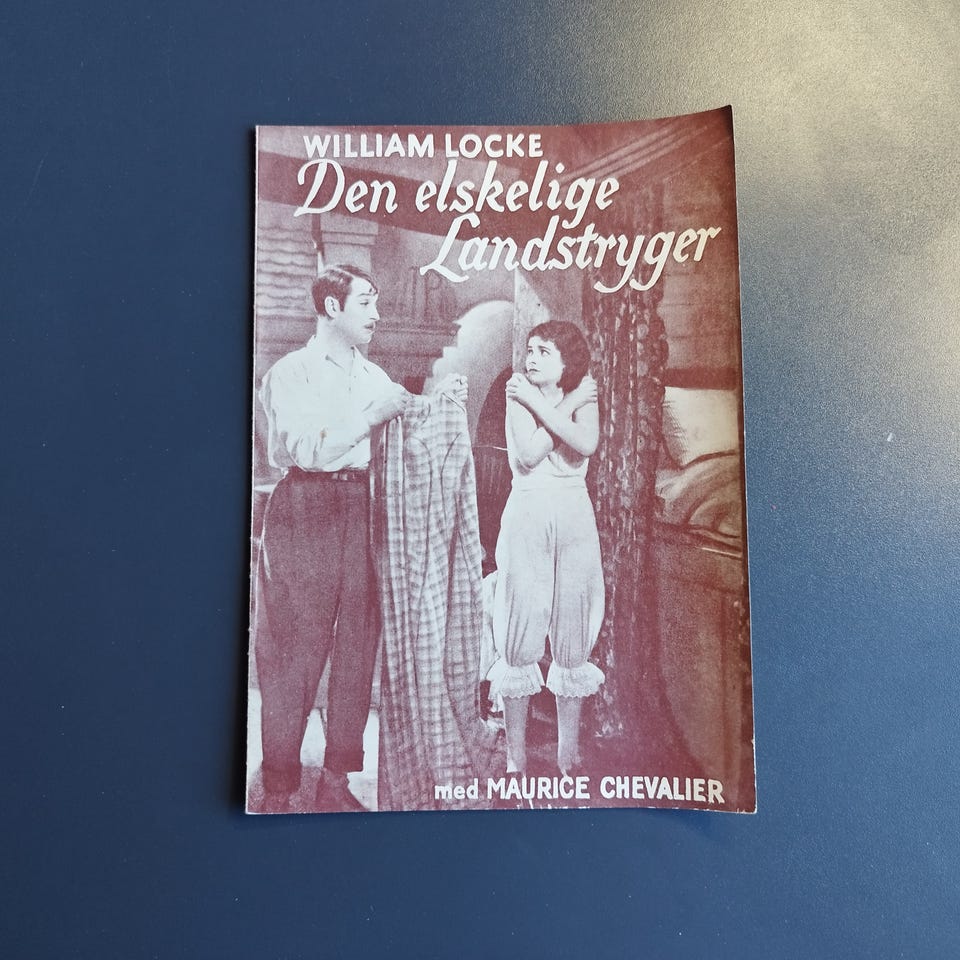 WILLIAM LOCKE
Den elskelige
Landstryger
med MAURICE CHEVALIER